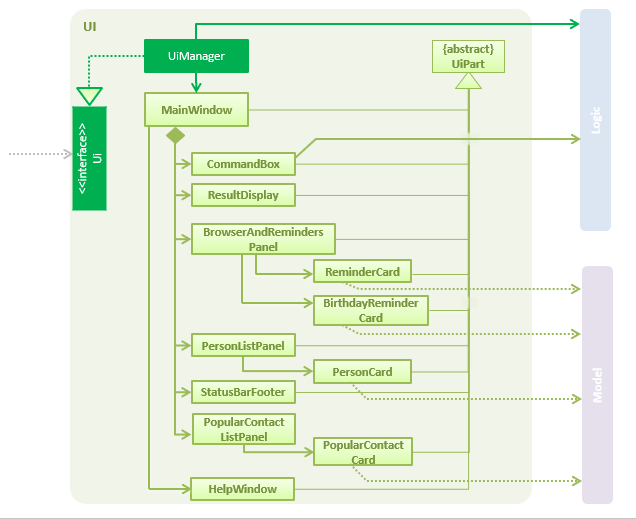 UI
UiManager
{abstract}
UiPart
MainWindow
<<interface>>
Ui
Logic
CommandBox
ResultDisplay
BrowserAndReminders
Panel
ReminderCard
BirthdayReminder
Card
PersonListPanel
PersonCard
Model
StatusBarFooter
PopularContact
ListPanel
PopularContact
Card
HelpWindow